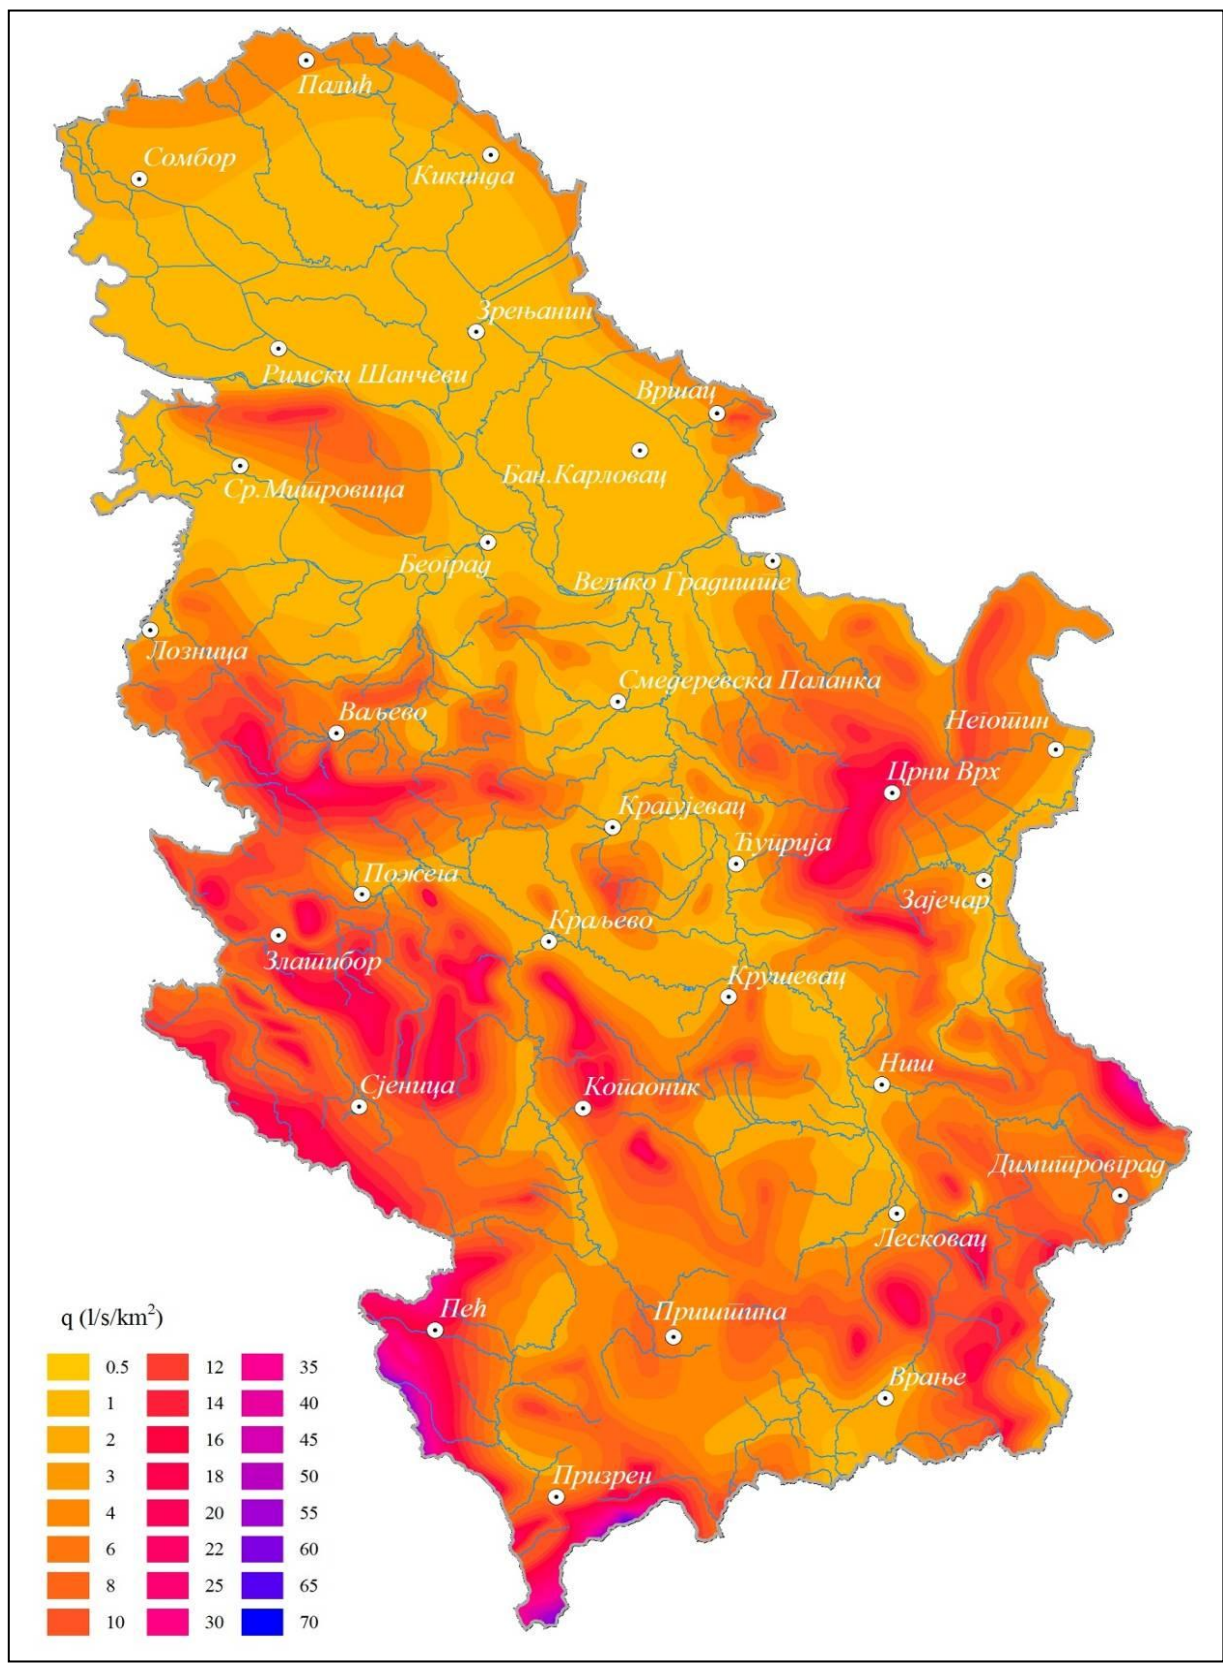 Палић
Сомбор
Кикинда
Зрењанин
Римски Шанчеви
Вршац
Бан.Карловац
Ср.Митровица
Београд
Велико Градиште
Лозница
Смедеревска Паланка
Ваљево
Неготин
Црни Врх
Крагујевац
Ћуприја
Пожега
Зајечар
Краљево
Златибор
Крушевац
Ниш
Сјеница
Копаоник
Димитровград
Лесковац
Пећ
Приштина
Врање
Призрен
q (l/s/km²)
0.5 12 35
1 14 40
2 16 45
3 18 50
4 20 55
6 22 60
8 25 65
10 30 70